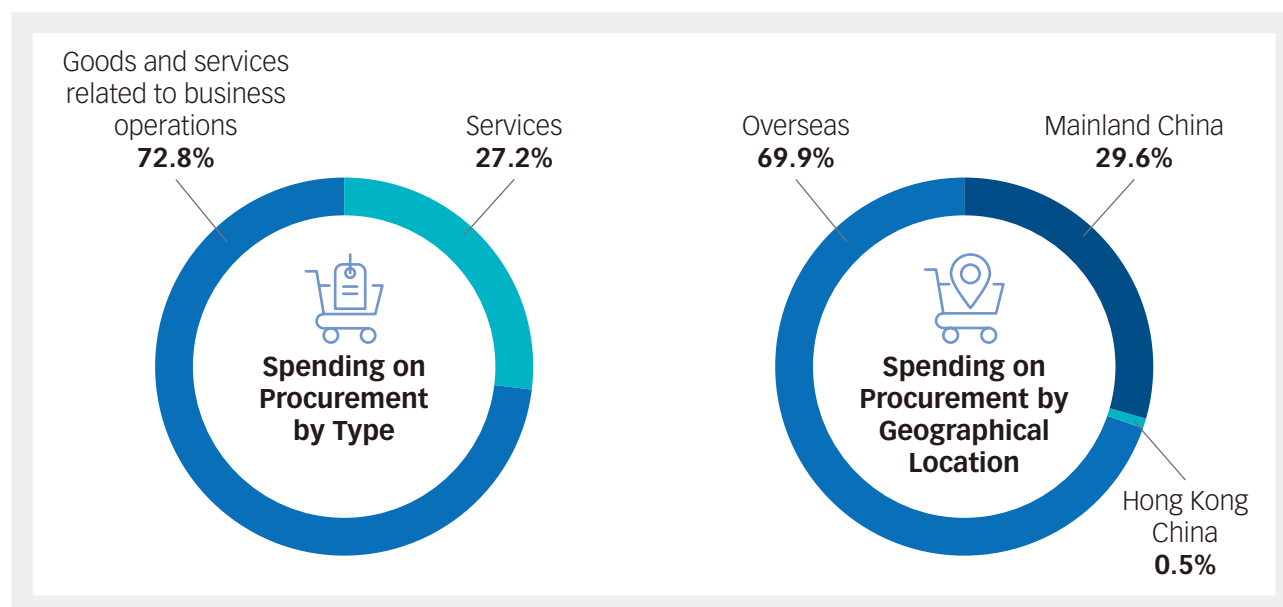 Goods and services
related to business
operations
72.8%
Services
27.2%
Spending on
Procurement
by Type
Overseas
69.9%
Mainland China
29.6%
Spending on
Procurement by
Geographical
Location
Hong Kong
China
0.5%